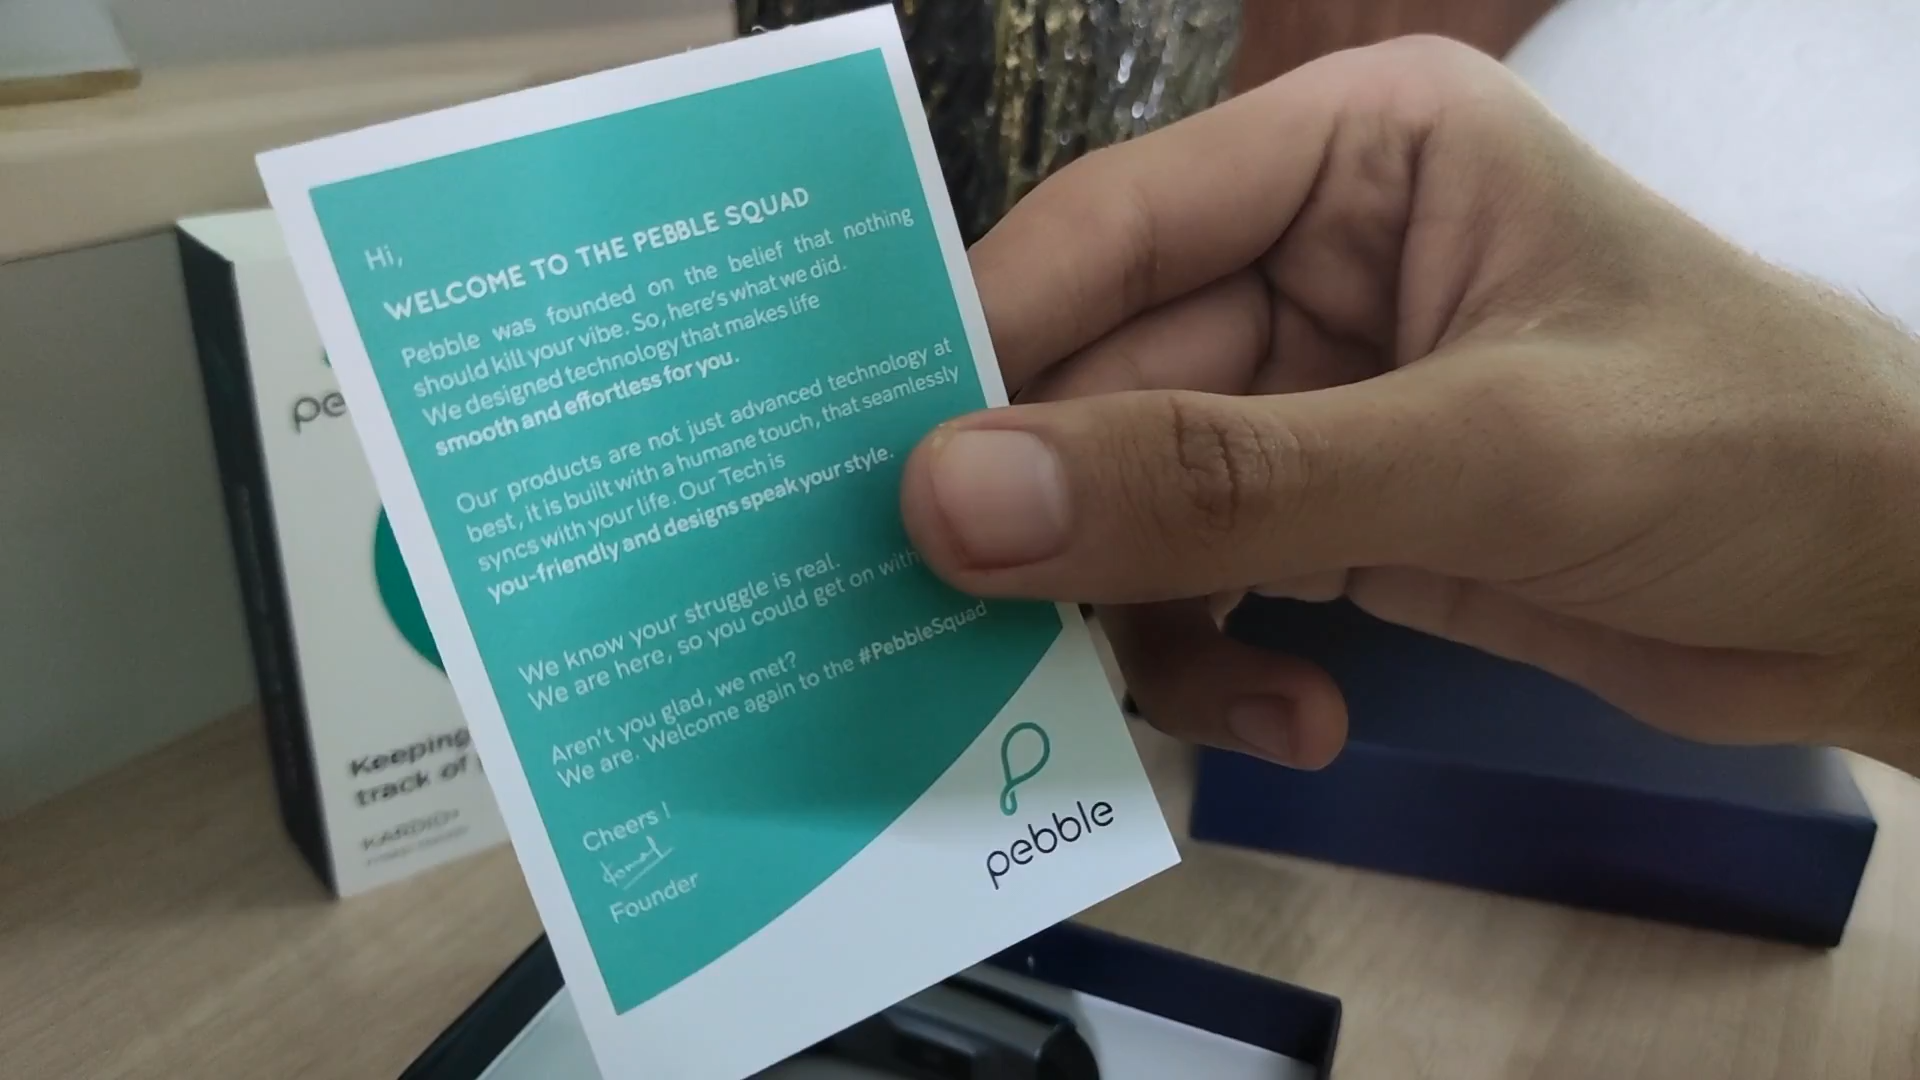 Hi,
WELCOME TO THE PEBBLE SQUAD
Pebble was founded on the belief that nothing
should kill your vibe. So, here's what we did.
We designed technology that makes life
smooth and effortless for you.
Our products are not just advanced technology at
best, it is built with a humane touch, that seamlessly
syncs with your life. Our Tech is
you-friendly and designs speak your style.
We know your struggle is real.
We are here, so you could get on with
Aren't you glad, we met?
We are. Welcome again to the #PebbleSquad
Cheers !
Founder
pebble
pe
Keeping
track of
KARDIO+